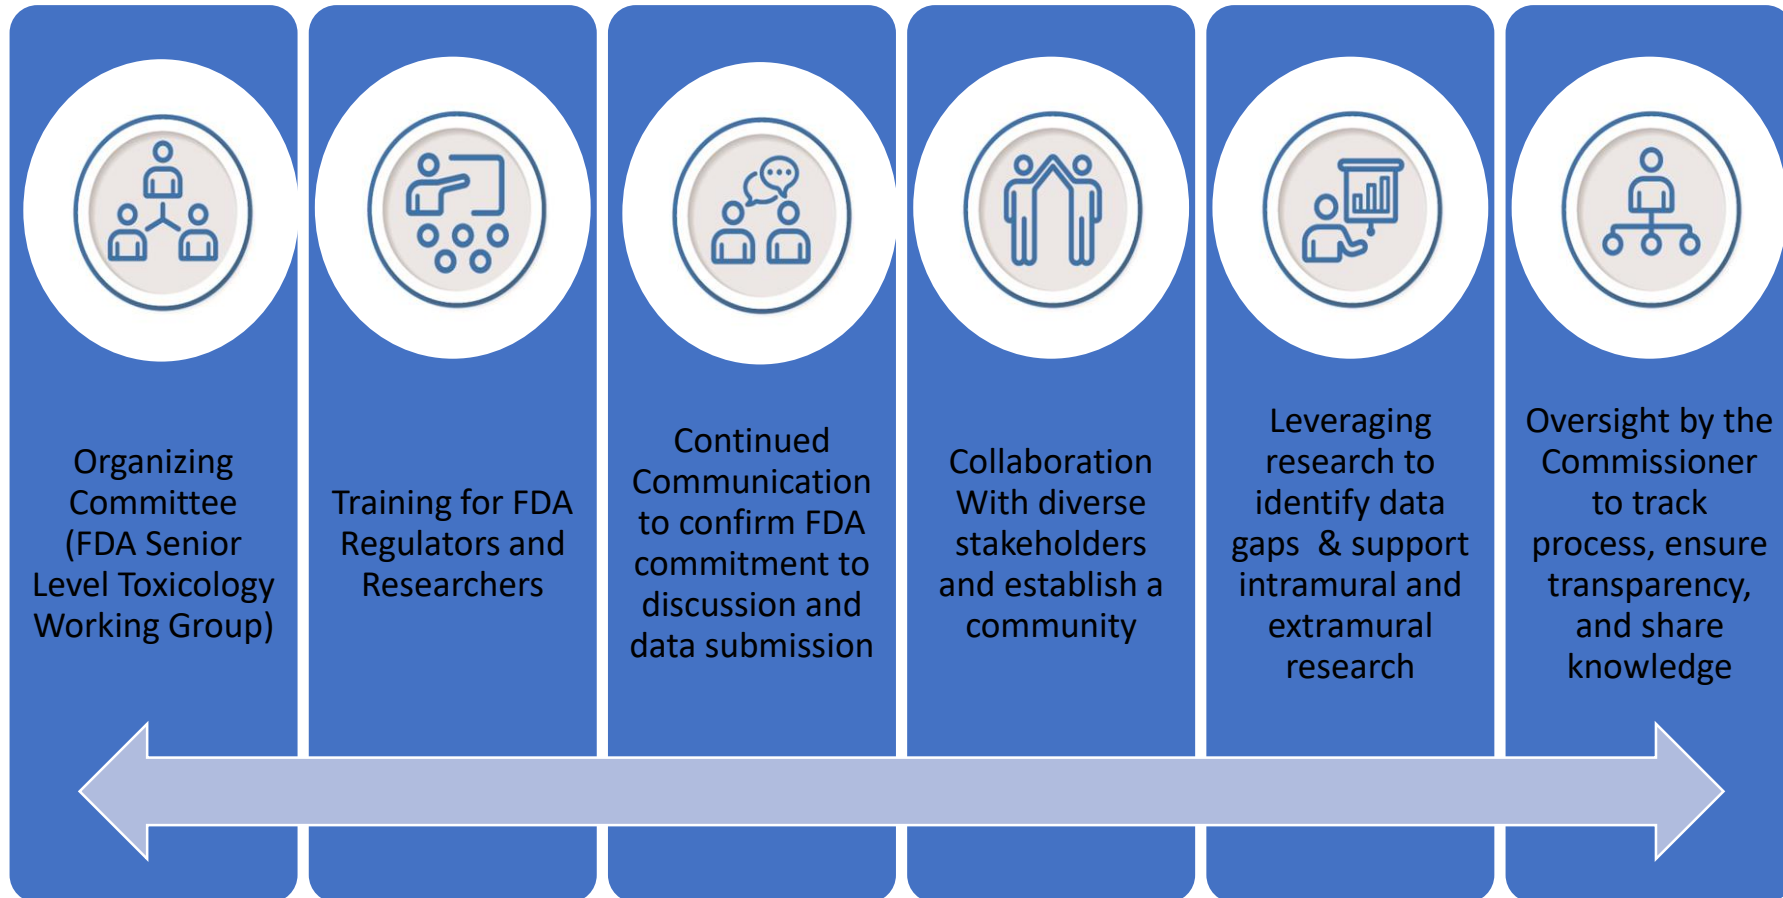 Organizing
Committee
(FDA Senior
Level Toxicology
Working Group)
Training for FDA
Regulators and
Researchers
Continued
Communication
to confirm FDA
commitment to
discussion and
data submission
Collaboration
With diverse
stakeholders
and establish a
community
Leveraging
research to
identify data
gaps  & support
intramural and
extramural
research
Oversight by the
Commissioner
to track
process, ensure
transparency,
and share
knowledge